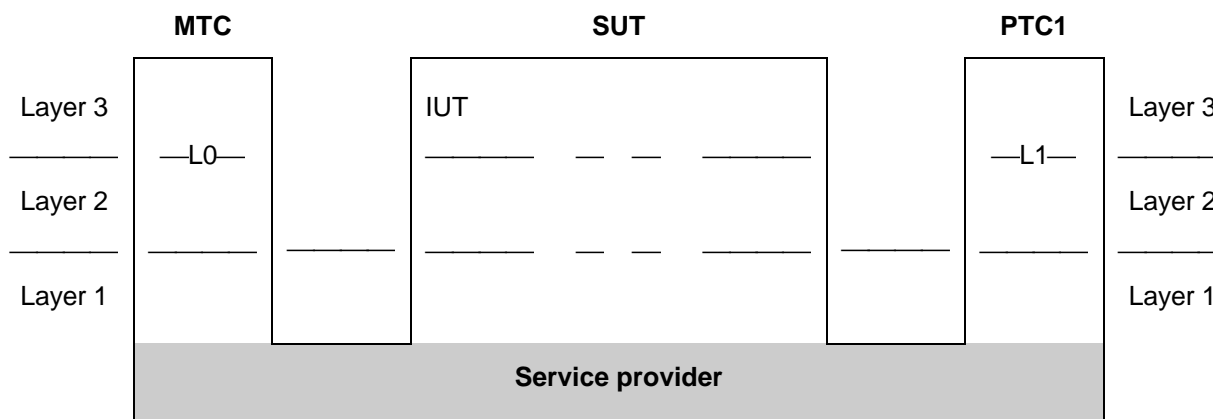 MTC SUT PTC1
Layer 3 IUT Layer 3
L0 L1
Layer 2 Layer 2
Layer 1 Layer 1
Service provider